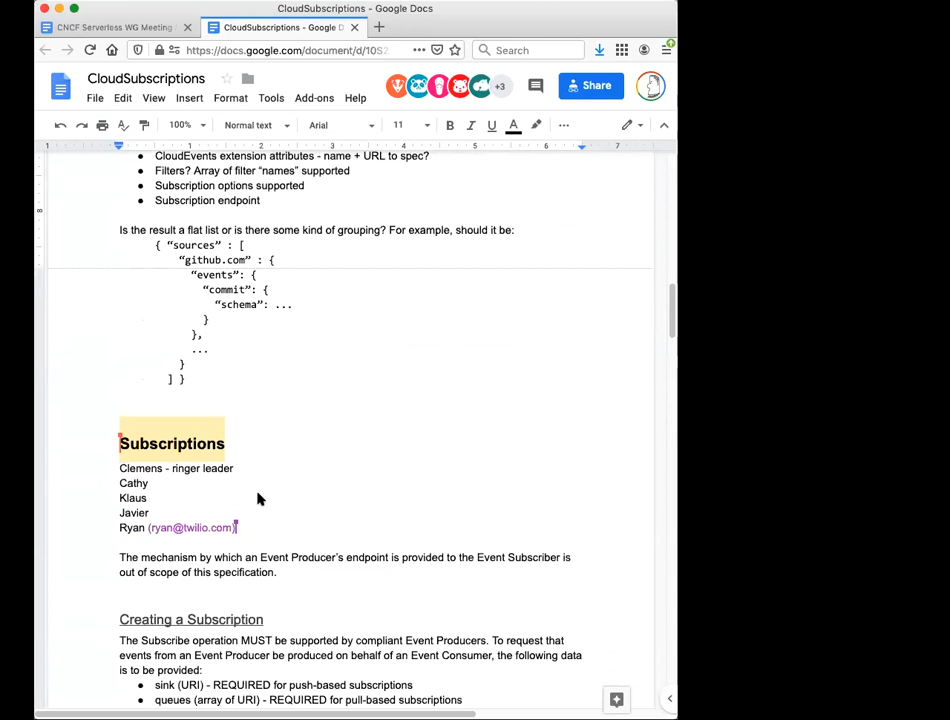 CloudSubscriptions - Google Docs
CNCF Serverless WG Meeting
CloudSubscriptions - Google D
https://docs.google.com/document/d/10S2
Search
CloudSubscriptions
File Edit View Insert Format Tools Add-ons Help
+3
Share
100% Normal text Arial 11
1 1 2 3 4 5 6 7
CloudEvents extension attributes - name + URL to spec?
Filters? Array of filter “names” supported
Subscription options supported
Subscription endpoint
Is the result a flat list or is there some kind of grouping? For example, should it be:
{ “sources” : [
“github.com” : {
“events”: {
“commit”: {
“schema”: ...
}
},
...
}
] }
Subscriptions
Clemens - ringer leader
Cathy
Klaus
Javier
Ryan (ryan@twilio.com)
The mechanism by which an Event Producer’s endpoint is provided to the Event Subscriber is
out of scope of this specification.
Creating a Subscription
The Subscribe operation MUST be supported by compliant Event Producers. To request that
events from an Event Producer be produced on behalf of an Event Consumer, the following data
is to be provided:
sink (URI) - REQUIRED for push-based subscriptions
queues (array of URI) - REQUIRED for pull-based subscriptions